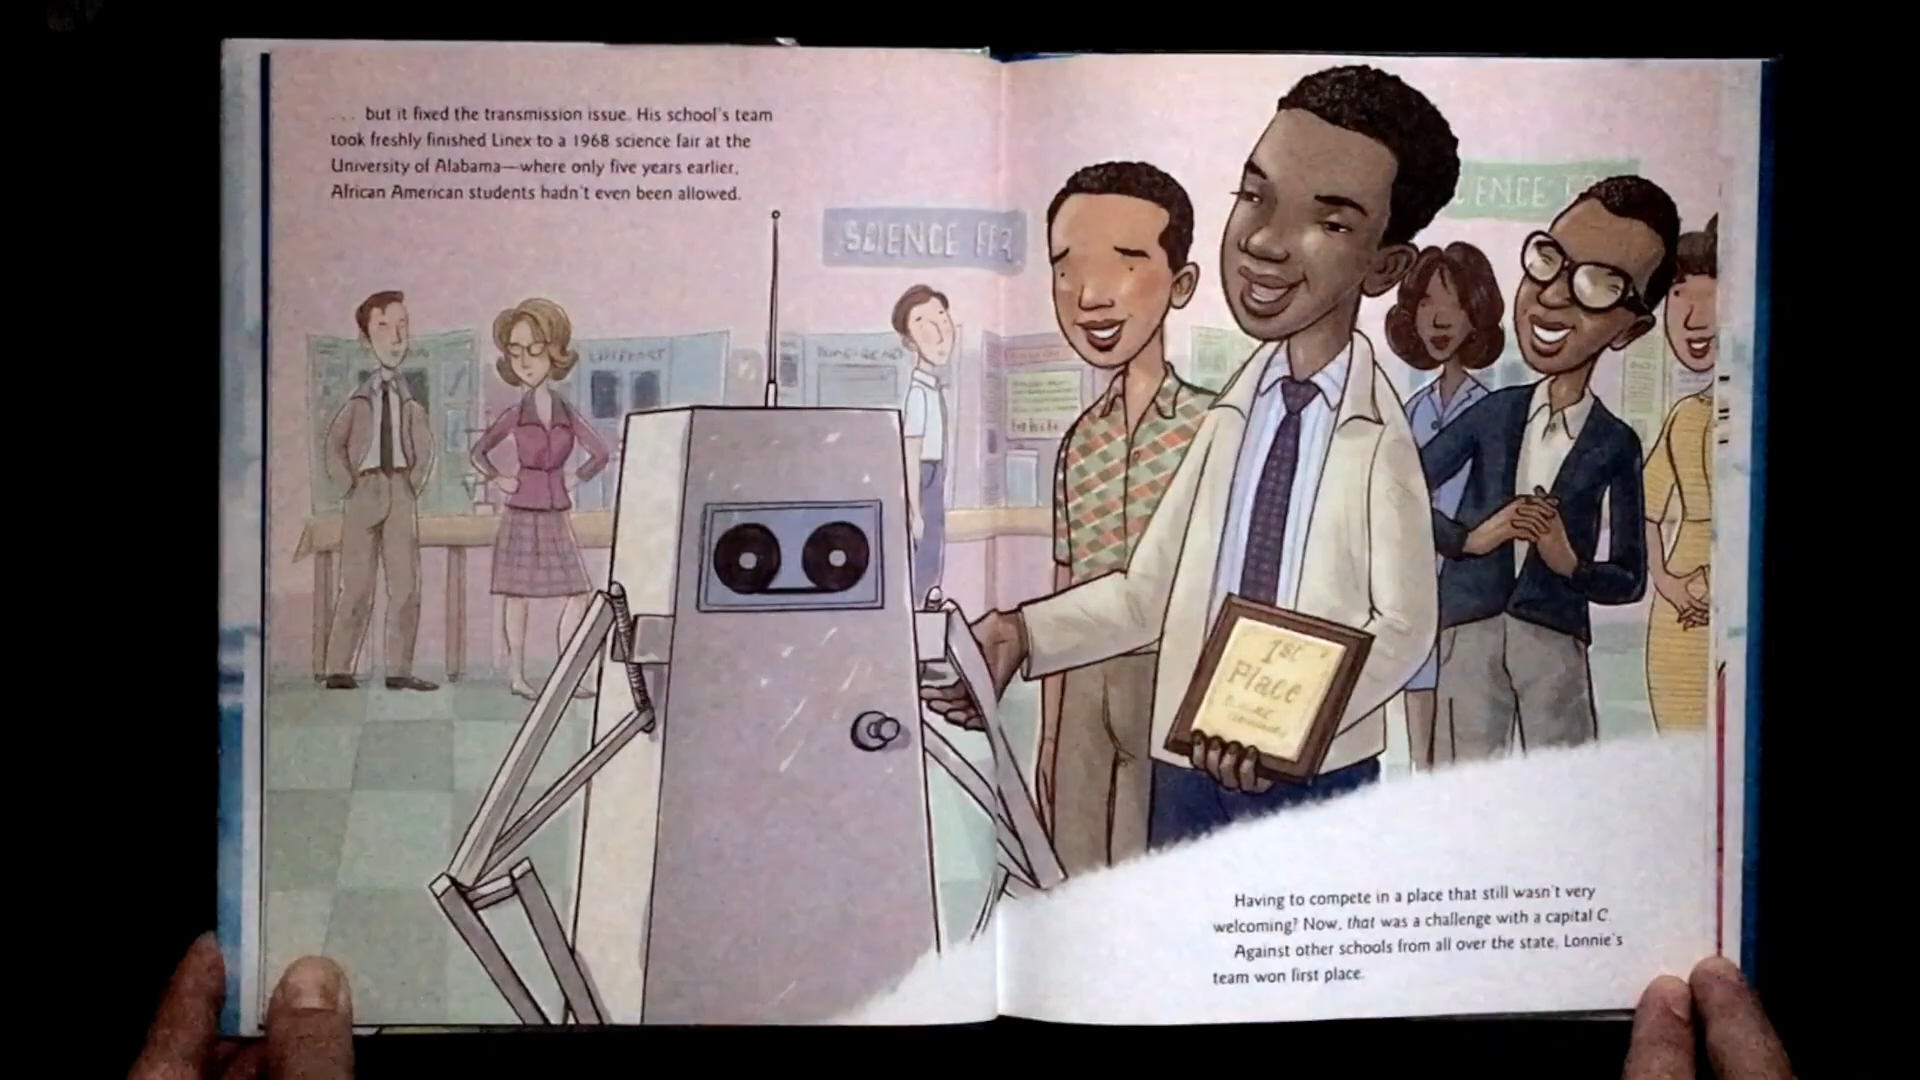 ... but it fixed the transmission issue. His school's team
took freshly finished Linex to a 1968 science fair at the
University of Alabama—where only five years earlier,
African American students hadn't even been allowed.
SCIENCE
CIENCE
1st
Place
Having to compete in a place that still wasn't very
welcoming? Now, that was a challenge with a capital C.
Against other schools from all over the state, Lonnie's
team won first place.